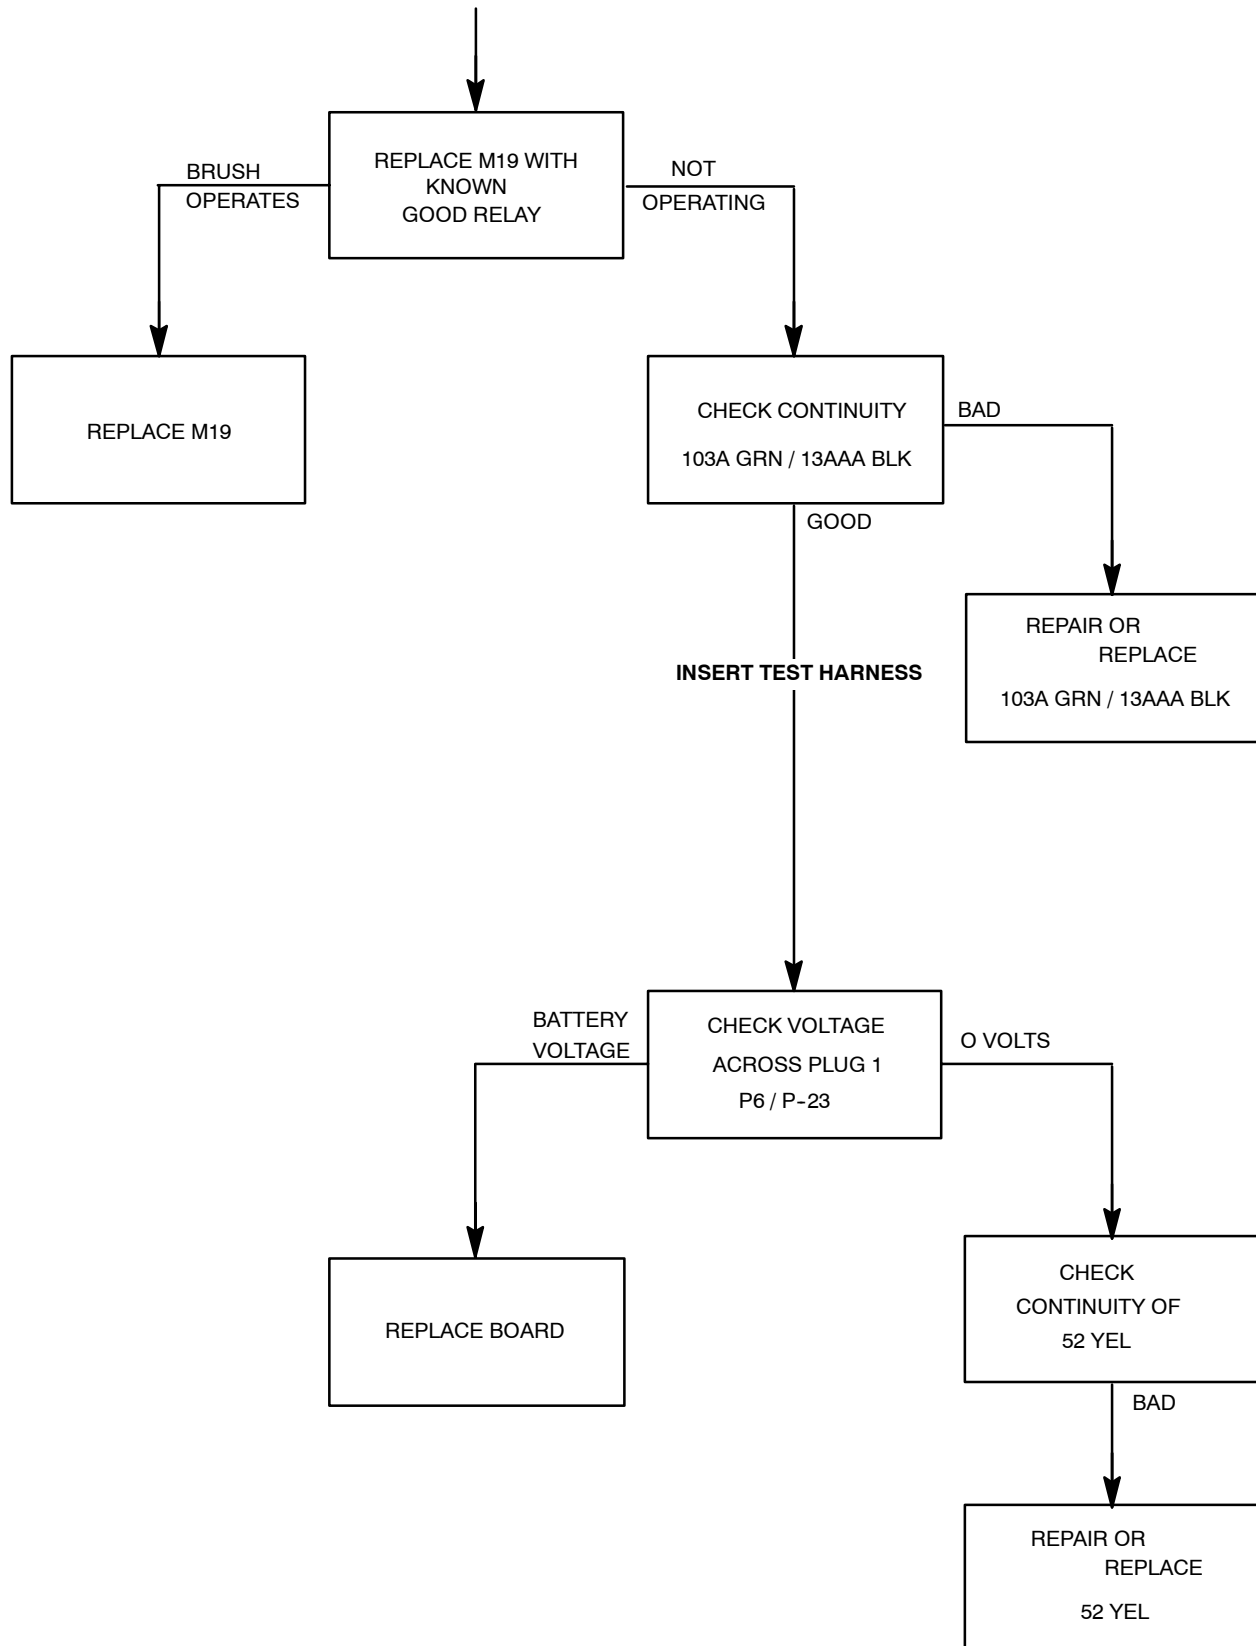 REPLACE M19 WITH
KNOWN
GOOD RELAY
BRUSH
OPERATES
NOT
OPERATING
REPLACE M19
CHECK CONTINUITY
103A GRN / 13AAA BLK
BAD
GOOD
REPAIR OR
REPLACE
103A GRN / 13AAA BLK
INSERT TEST HARNESS
CHECK VOLTAGE
ACROSS PLUG 1
P6 / P-23
BATTERY
VOLTAGE
O VOLTS
REPLACE BOARD
CHECK
CONTINUITY OF
52 YEL
BAD
REPAIR OR
REPLACE
52 YEL